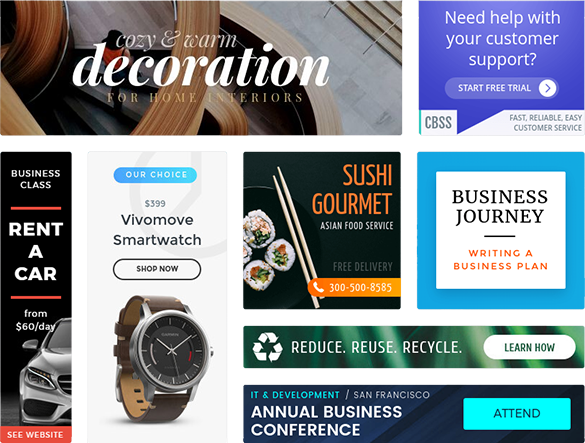 cozy & warm
decoration
FOR HOME INTERIORS
Need help with
your customer
support?
START FREE TRIAL
CBSS
FAST, RELIABLE, EASY
CUSTOMER SERVICE
BUSINESS
CLASS
RENT
A
CAR
from
$60/day
SEE WEBSITE
OUR CHOICE
$399
Vivomove
Smartwatch
SHOP NOW
GARMIN
SUSHI
GOURMET
ASIAN FOOD SERVICE
FREE DELIVERY
300-500-8585
BUSINESS
JOURNEY
WRITING A
BUSINESS PLAN
REDUCE. REUSE. RECYCLE.
LEARN HOW
IT & DEVELOPMENT / SAN FRANCISCO
ANNUAL BUSINESS
CONFERENCE
ATTEND